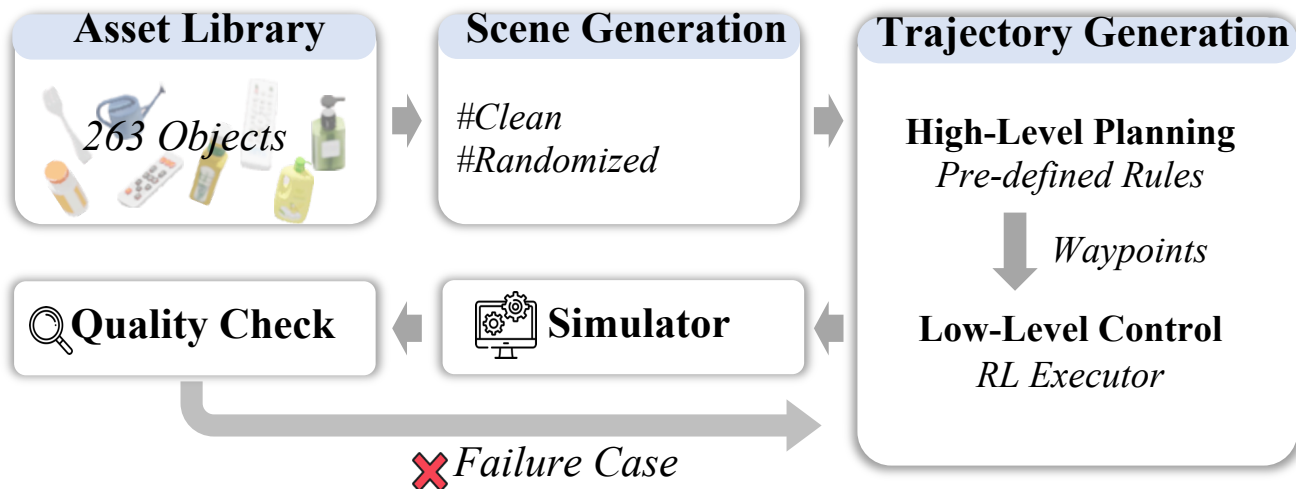 Asset Library
263 Objects
Scene Generation
#Clean
#Randomized
Trajectory Generation
High-Level Planning
Pre-defined Rules
Waypoints
Low-Level Control
RL Executor
Simulator
Quality Check
Failure Case